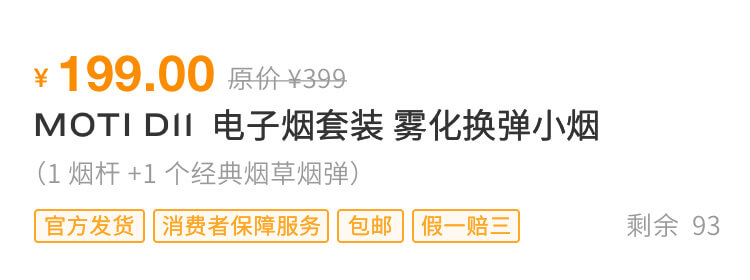 ¥ 199.00 原价 ¥399
MOTI D11 电子烟套装 雾化换弹小烟
（1 烟杆 +1 个经典烟草烟弹）
官方发货 消费者保障服务 包邮 假一赔三 剩余 93